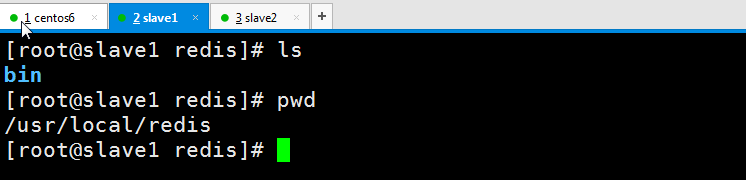 1 centos6 × 2 slave1 × 3 slave2 × +
[root@slave1 redis]# ls
bin
[root@slave1 redis]# pwd
/usr/local/redis
[root@slave1 redis]#